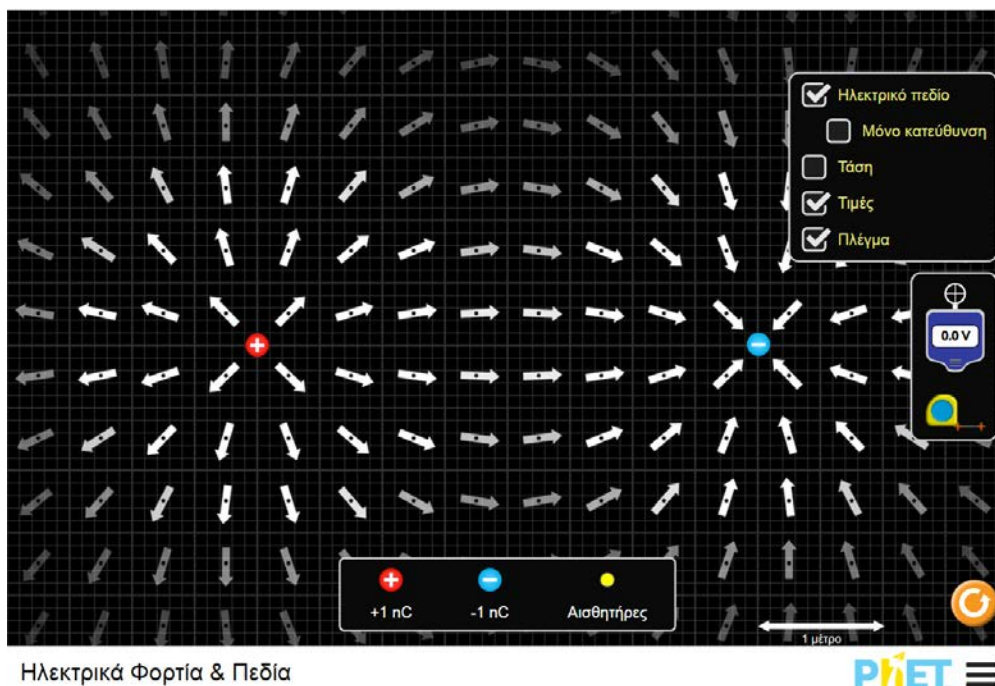 Ηλεκτρικό πεδίο
Μόνο κατεύθυνση
Τάση
Τιμές
Πλέγμα
0.0 V
+
−
+
−
+1 nC
-1 nC
Αισθητήρες
1 μέτρο
Ηλεκτρικά Φορτία & Πεδία
PhET